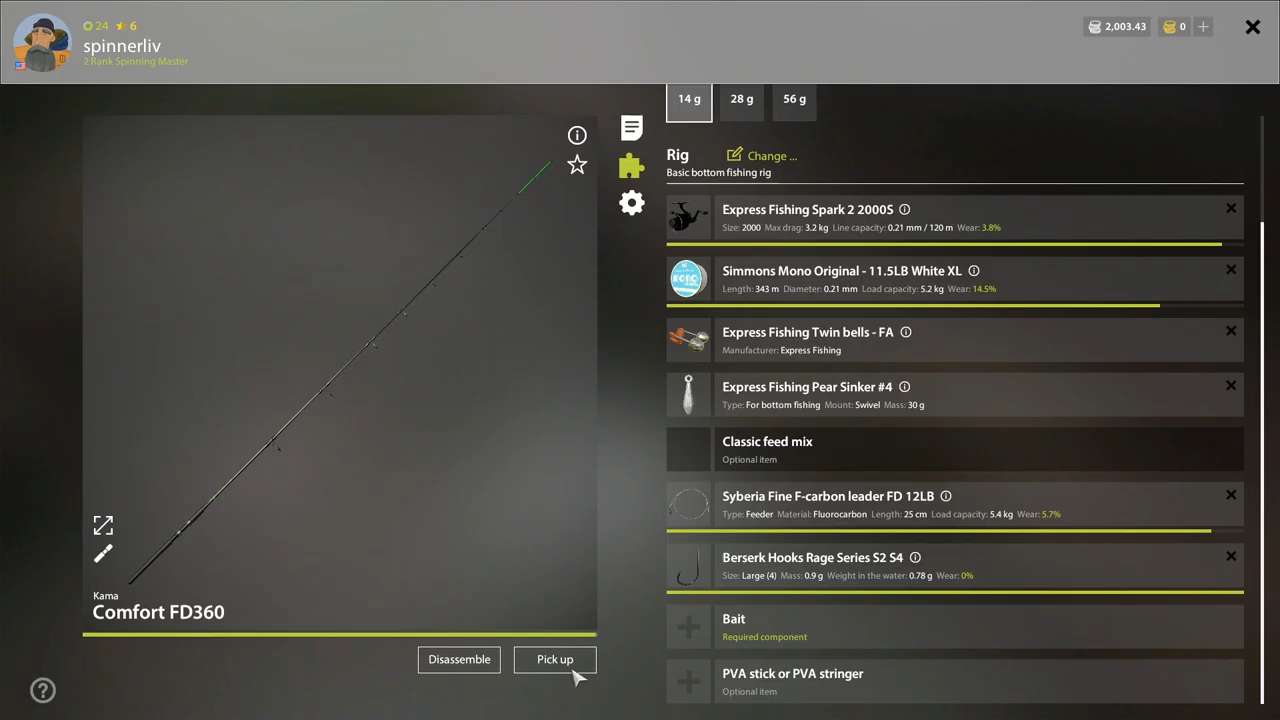 24 6
spinnerliv
2 Rank Spinning Master
2,003.43 0
14 g 28 g 56 g
Rig Change ...
Basic bottom fishing rig
Express Fishing Spark 2 2000S
Size: 2000 Max drag: 3.2 kg Line capacity: 0.21 mm / 120 m Wear: 3.8%
Simmons Mono Original - 11.5LB White XL
Length: 343 m Diameter: 0.21 mm Load capacity: 5.2 kg Wear: 14.5%
Express Fishing Twin bells - FA
Manufacturer: Express Fishing
Express Fishing Pear Sinker #4
Type: For bottom fishing Mount: Swivel Mass: 30 g
Classic feed mix
Optional item
Syberia Fine F-carbon leader FD 12LB
Type: Feeder Material: Fluorocarbon Length: 25 cm Load capacity: 5.4 kg Wear: 5.7%
Berserk Hooks Rage Series S2 S4
Size: Large (4) Mass: 0.9 g Weight in the water: 0.78 g Wear: 0%
Bait
Required component
PVA stick or PVA stringer
Optional item
Kama
Comfort FD360
Disassemble Pick up